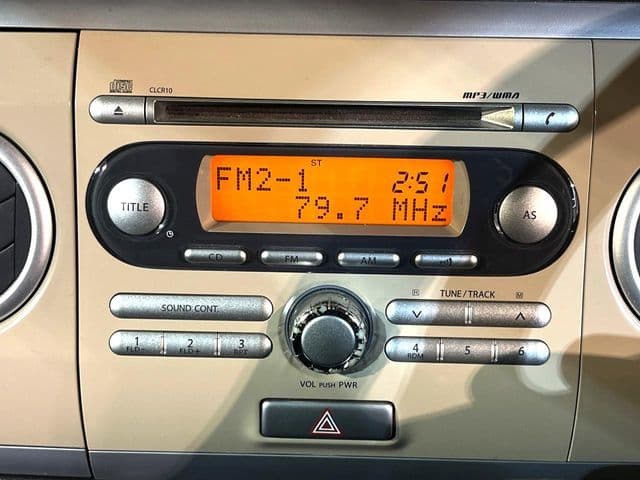 CLCR10
MP3/WMA
ST
FM2-1 2:51
79.7 MHz
TITLE
AS
CD FM AM
SOUND CONT.
H TUNE / TRACK M
1 2 3
FLD- FLD+ RPT
4 5 6
RDM
VOL PUSH PWR